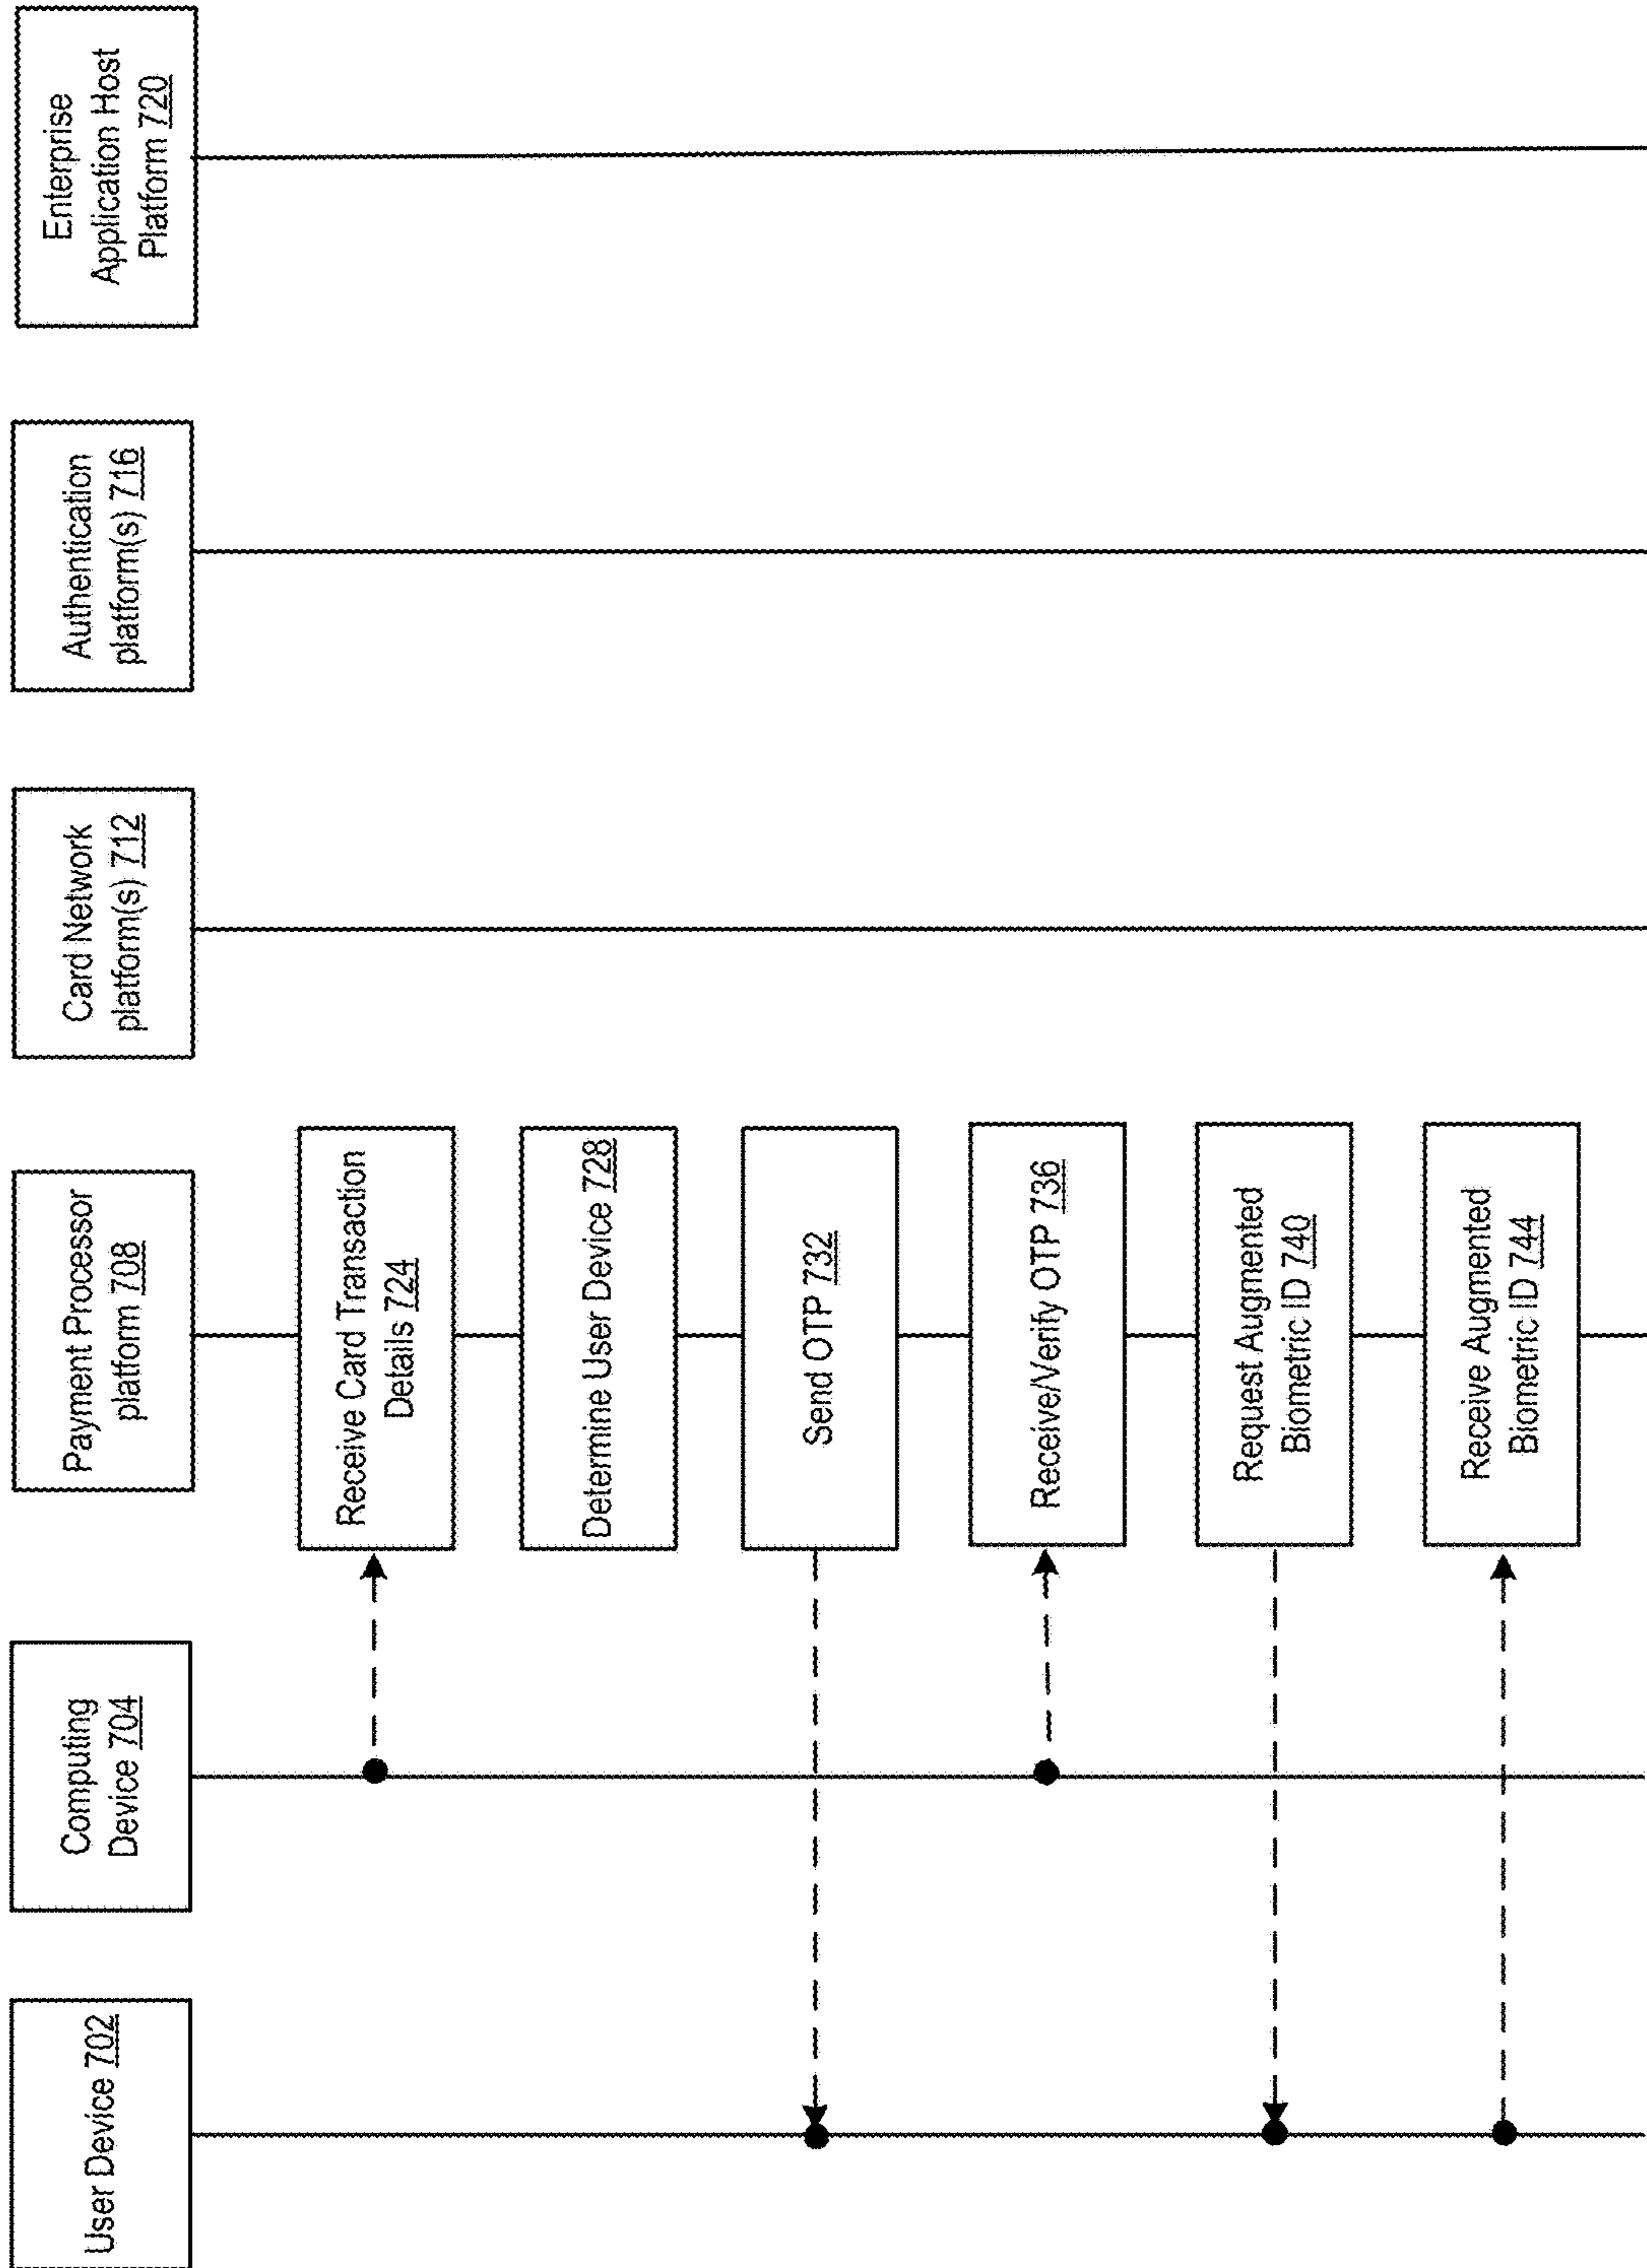 User Device 702
Computing
Device 704
Payment Processor
platform 708
Card Network
platform(s) 712
Authentication
platform(s) 716
Enterprise
Application Host
Platform 720
Receive Card Transaction
Details 724
Determine User Device 728
Send OTP 732
Receive/Verify OTP 736
Request Augmented
Biometric ID 740
Receive Augmented
Biometric ID 744